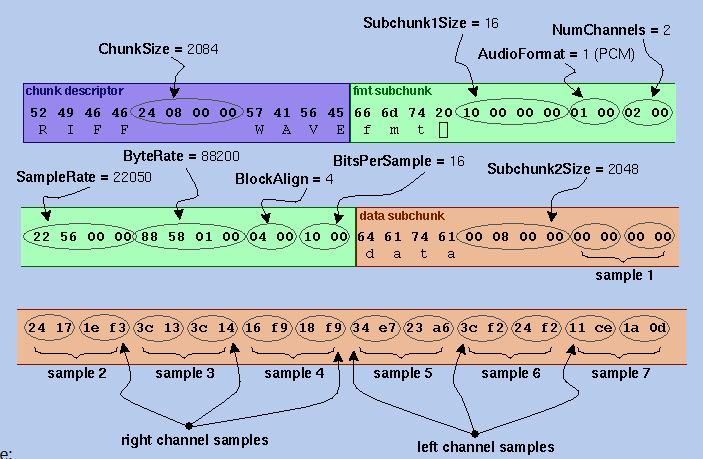 Subchunk1Size = 16
NumChannels = 2
ChunkSize = 2084
AudioFormat = 1 (PCM)
chunk descriptor
fmt subchunk
52 49 46 46 24 08 00 00 57 41 56 45 66 6d 74 20 10 00 00 00 01 00 02 00
R I F F W A V E f m t
ByteRate = 88200
BitsPerSample = 16
SampleRate = 22050
BlockAlign = 4
Subchunk2Size = 2048
data subchunk
22 56 00 00 88 58 01 00 04 00 10 00 64 61 74 61 00 08 00 00 00 00 00 00
d a t a
sample 1
24 17 1e f3 3c 13 3c 14 16 f9 18 f9 34 e7 23 a6 3c f2 24 f2 11 ce 1a 0d
sample 2 sample 3 sample 4 sample 5 sample 6 sample 7
right channel samples
left channel samples
e: